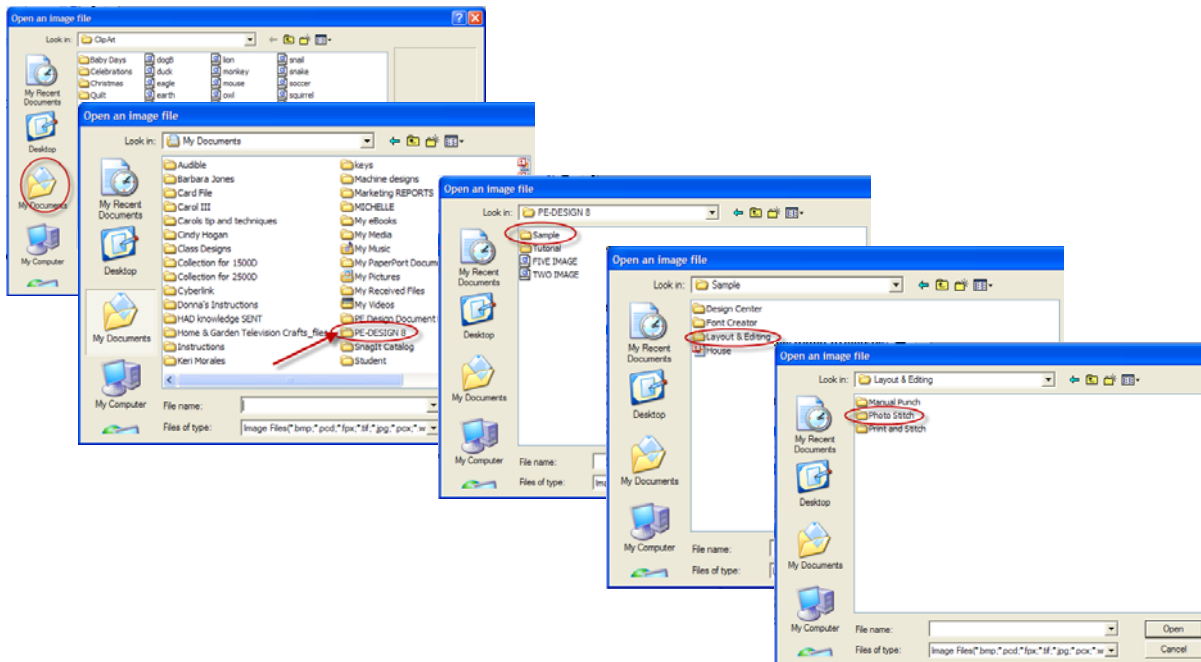 Open an image file
Look in: ClipArt
Baby Days dogB lion snail
Celebrations duck monkey snake
Christmas eagle mouse soccer
Quilt earth owl squirrel
My Recent Documents
Desktop
My Documents
My Computer
Open an image file
Look in: My Documents
Audible keys
Barbara Jones Machine designs
Card File Marketing REPORTS
Carol III MICHELLE
Carols tip and techniques My eBooks
Cindy Hogan My Media
Class Designs My Music
Collection for 1500D My PaperPort Docum
Collection for 2500D My Pictures
Cyberlink My Received Files
Donna's Instructions My Videos
HAD knowledge SENT PE Design Document
Home & Garden Television Crafts_files PE-DESIGN 8
Instructions SnagIt Catalog
Keri Morales Student
My Recent Documents
Desktop
My Documents
My Computer
File name:
Files of type: Image Files(*.bmp;*.pcd;*.fpx;*.tif;*.jpg;*.pcx;*.w
Open an image file
Look in: PE-DESIGN 8
Sample
Tutorial
FIVE IMAGE
TWO IMAGE
My Recent Documents
Desktop
My Documents
My Computer
File name:
Files of type: Ima
Open an image file
Look in: Sample
Design Center
Font Creator
Layout & Editing
House
My Recent Documents
Desktop
My Documents
My Computer
File name:
Files of type:
Open an image file
Look in: Layout & Editing
Manual Punch
Photo Stitch
Print and Stitch
My Recent Documents
Desktop
My Documents
My Computer
File name:
Open
Files of type: Image Files(*.bmp;*.pcd;*.fpx;*.tif;*.jpg;*.pcx;*.w
Cancel